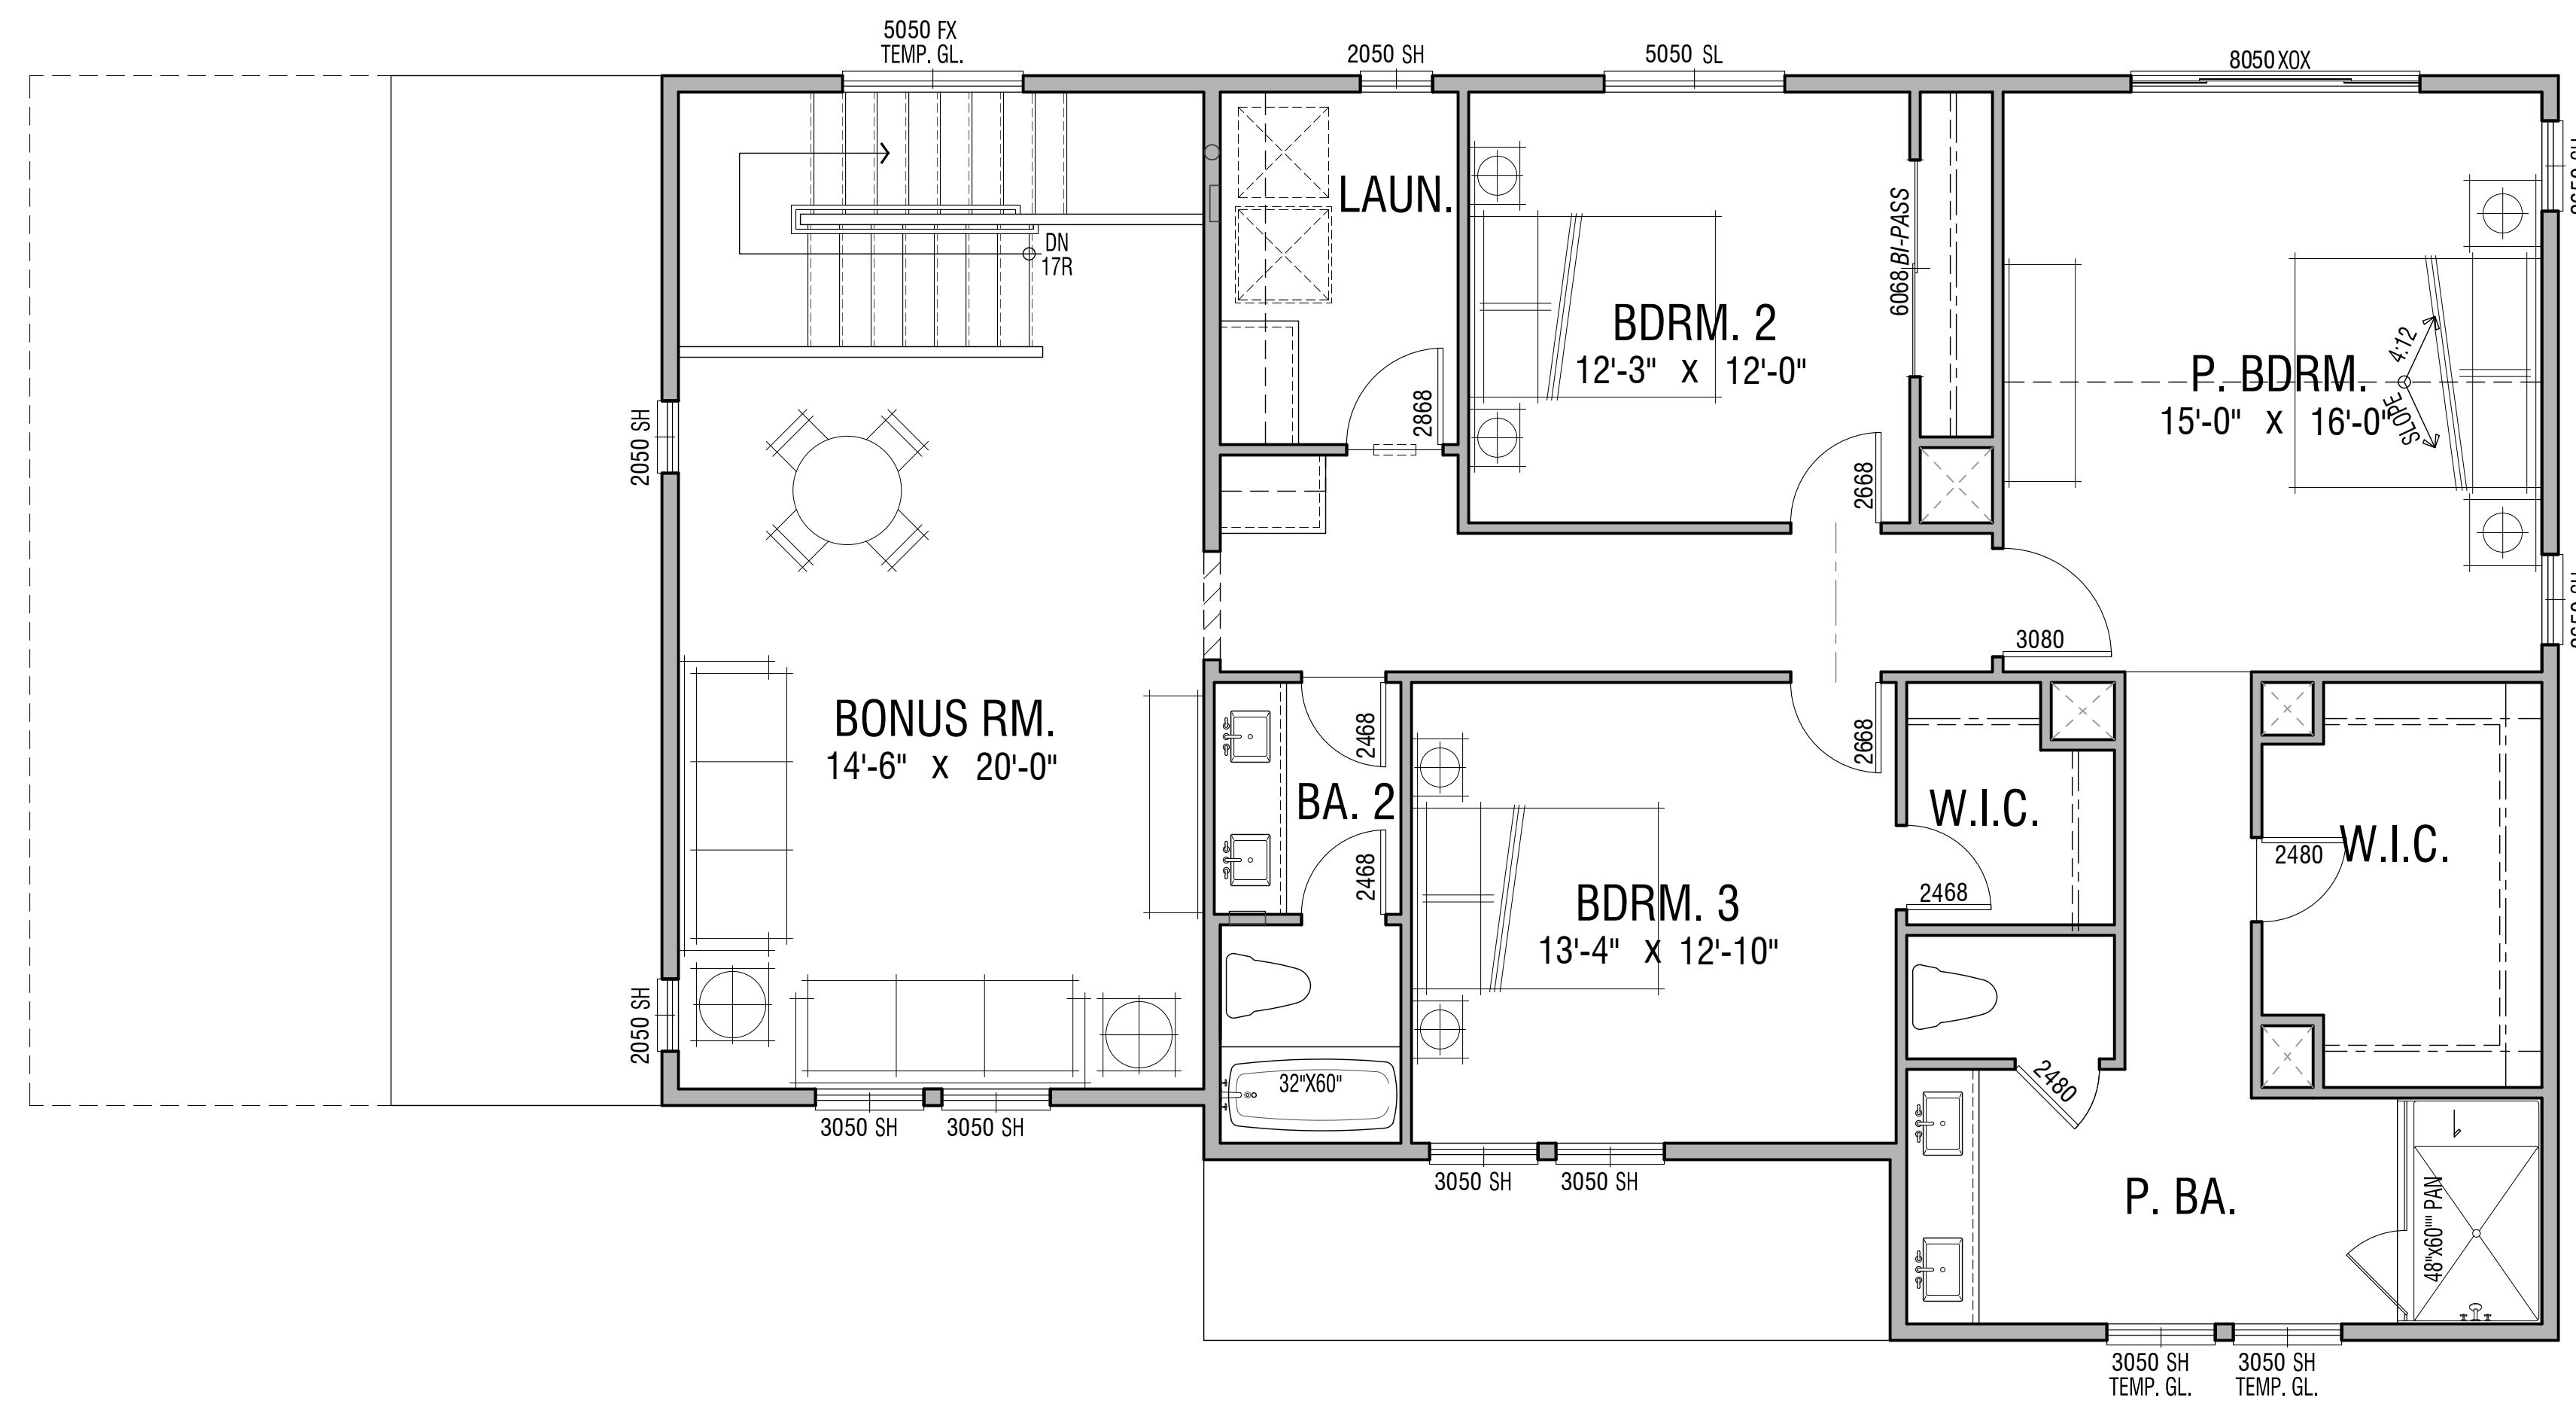 5050 FX
TEMP. GL.
2050 SH
5050 SL
8050 XOX
LAUN.
DN
17R
6068 BI-PASS
BDRM. 2
12'-3" X 12'-0"
P. BDRM.
15'-0" X 16'-0"
4:12
SLOPE
2868
2668
2050 SH
3080
BONUS RM.
14'-6" X 20'-0"
2468
2668
BA. 2
W.I.C.
W.I.C.
2480
2468
2468
BDRM. 3
13'-4" X 12'-10"
2050 SH
32"X60"
2480
3050 SH
3050 SH
3050 SH
3050 SH
P. BA.
48"x60"" PAN
3050 SH
TEMP. GL.
3050 SH
TEMP. GL.